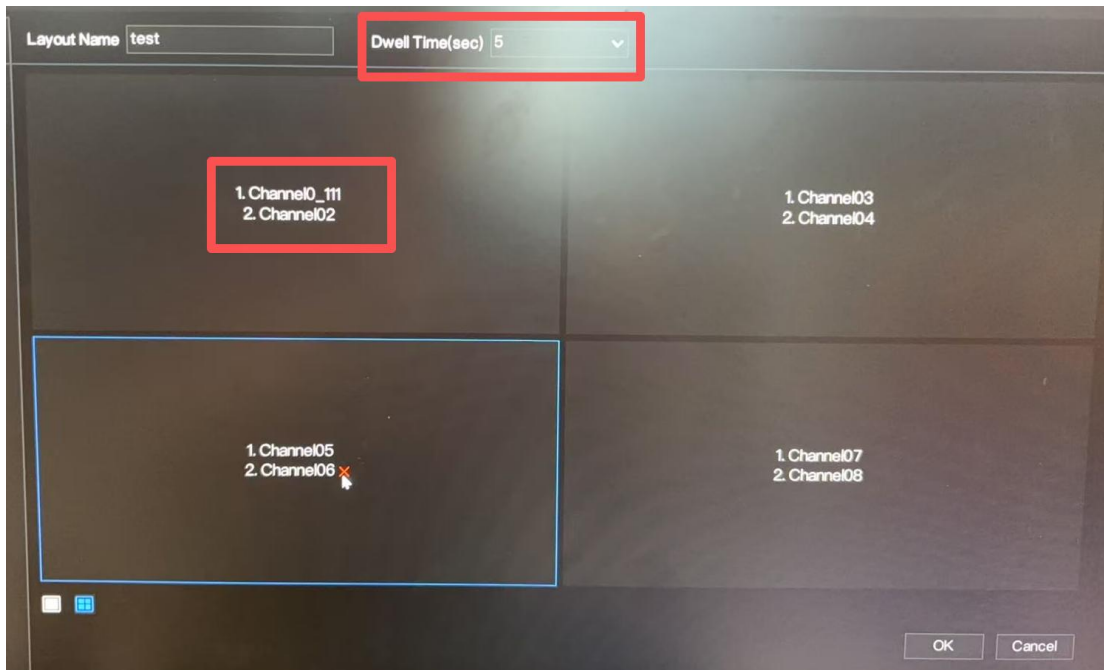 Layout Name test Dwell Time(sec) 5
1. Channel0_111
2. Channel02
1. Channel03
2. Channel04
1. Channel05
2. Channel06
1. Channel07
2. Channel08
OK Cancel